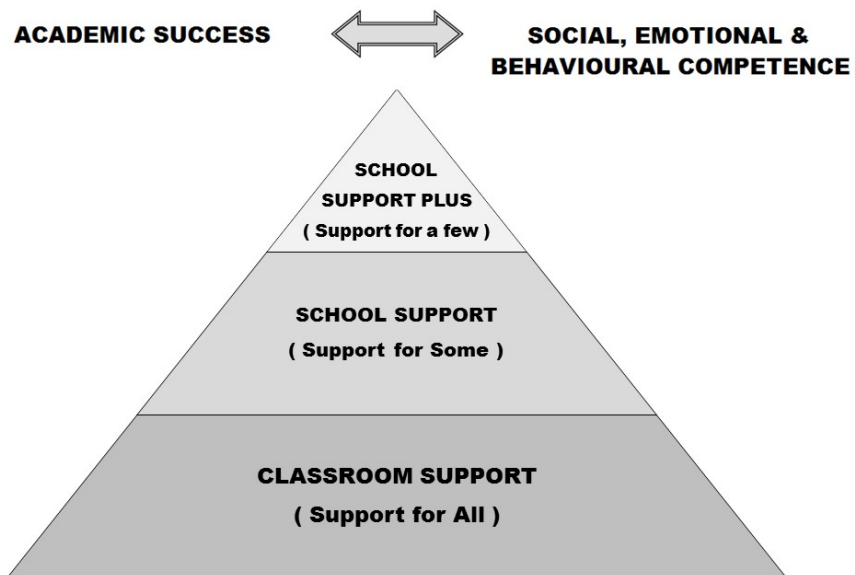 ACADEMIC SUCCESS
SOCIAL, EMOTIONAL &
BEHAVIOURAL COMPETENCE
SCHOOL
SUPPORT PLUS
( Support for a few )
SCHOOL SUPPORT
( Support for Some )
CLASSROOM SUPPORT
( Support for All )